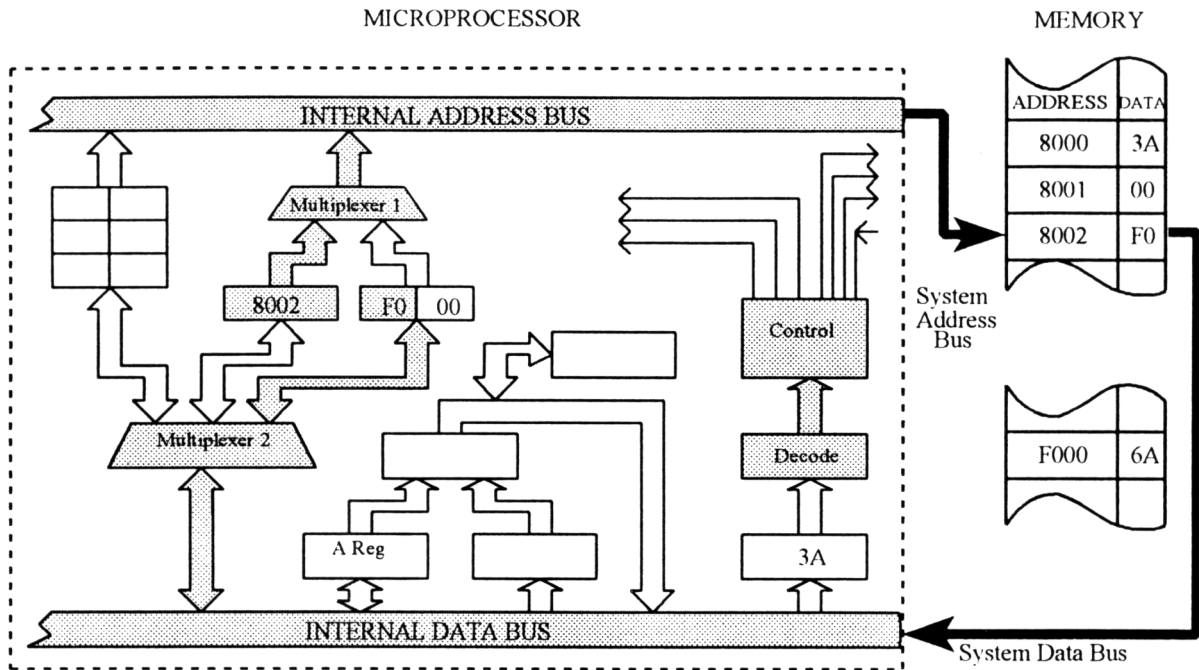 MICROPROCESSOR
MEMORY
INTERNAL ADDRESS BUS
ADDRESS DATA
8000 3A
8001 00
8002 F0
Multiplexer 1
8002
F0 00
System
Address
Bus
Control
Multiplexer 2
Decode
F000 6A
A Reg
3A
INTERNAL DATA BUS
System Data Bus